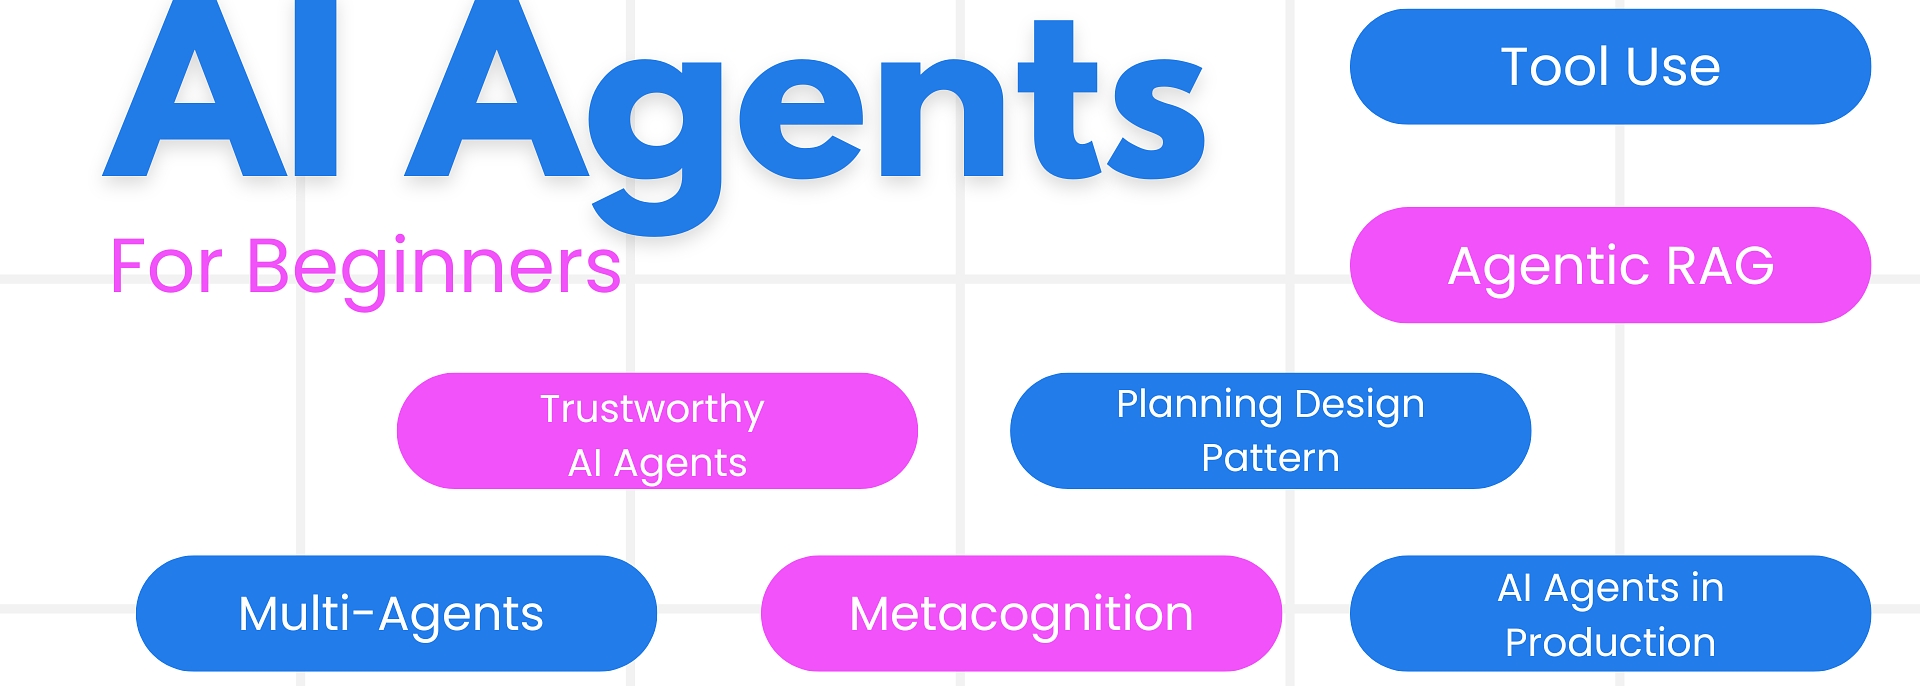 AI Agents
For Beginners
Tool Use
Agentic RAG
Trustworthy
AI Agents
Planning Design
Pattern
Multi-Agents
Metacognition
AI Agents in
Production